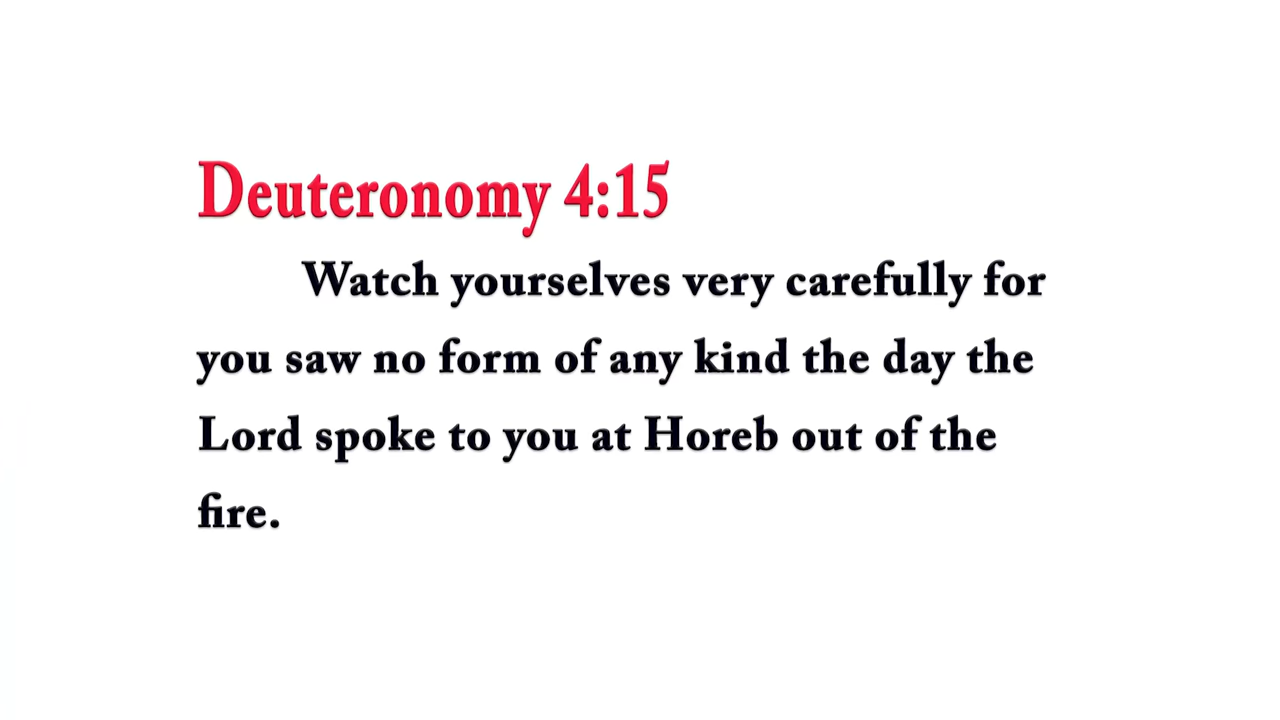 Deuteronomy 4:15
Watch yourselves very carefully for
you saw no form of any kind the day the
Lord spoke to you at Horeb out of the
fire.